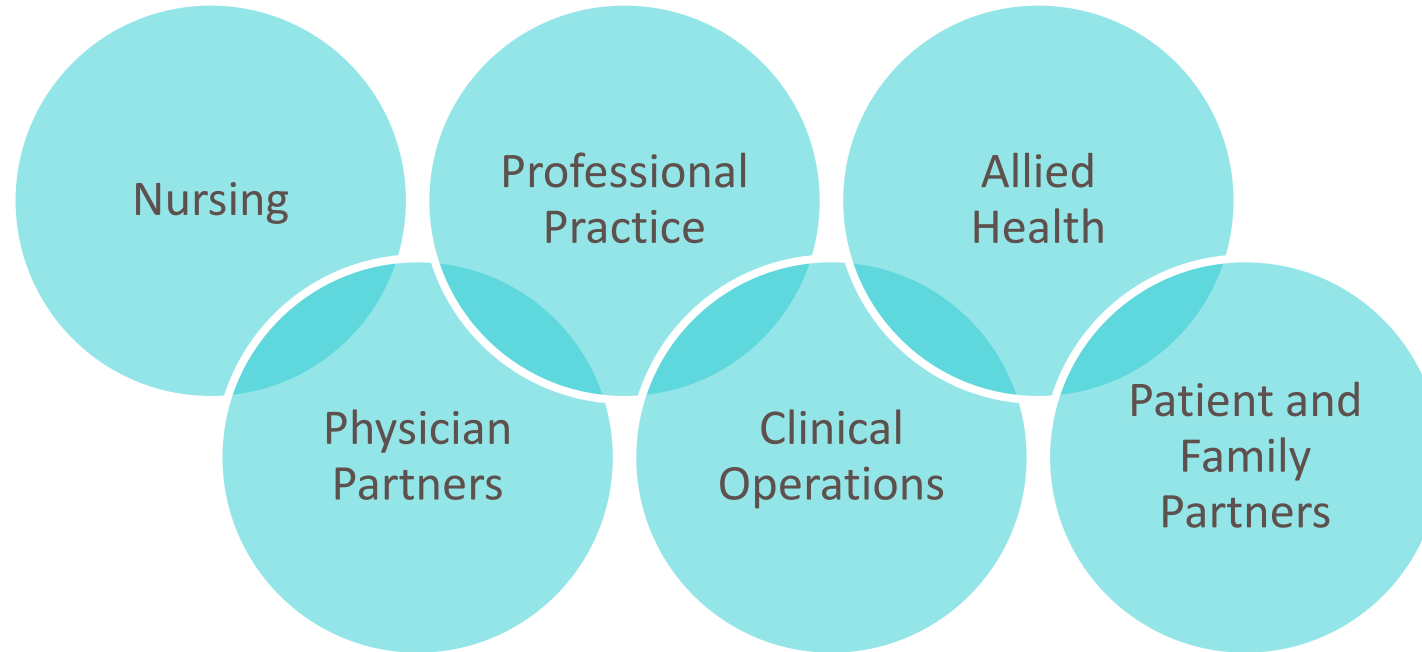 Nursing
Professional
Practice
Allied
Health
Physician
Partners
Clinical
Operations
Patient and
Family
Partners